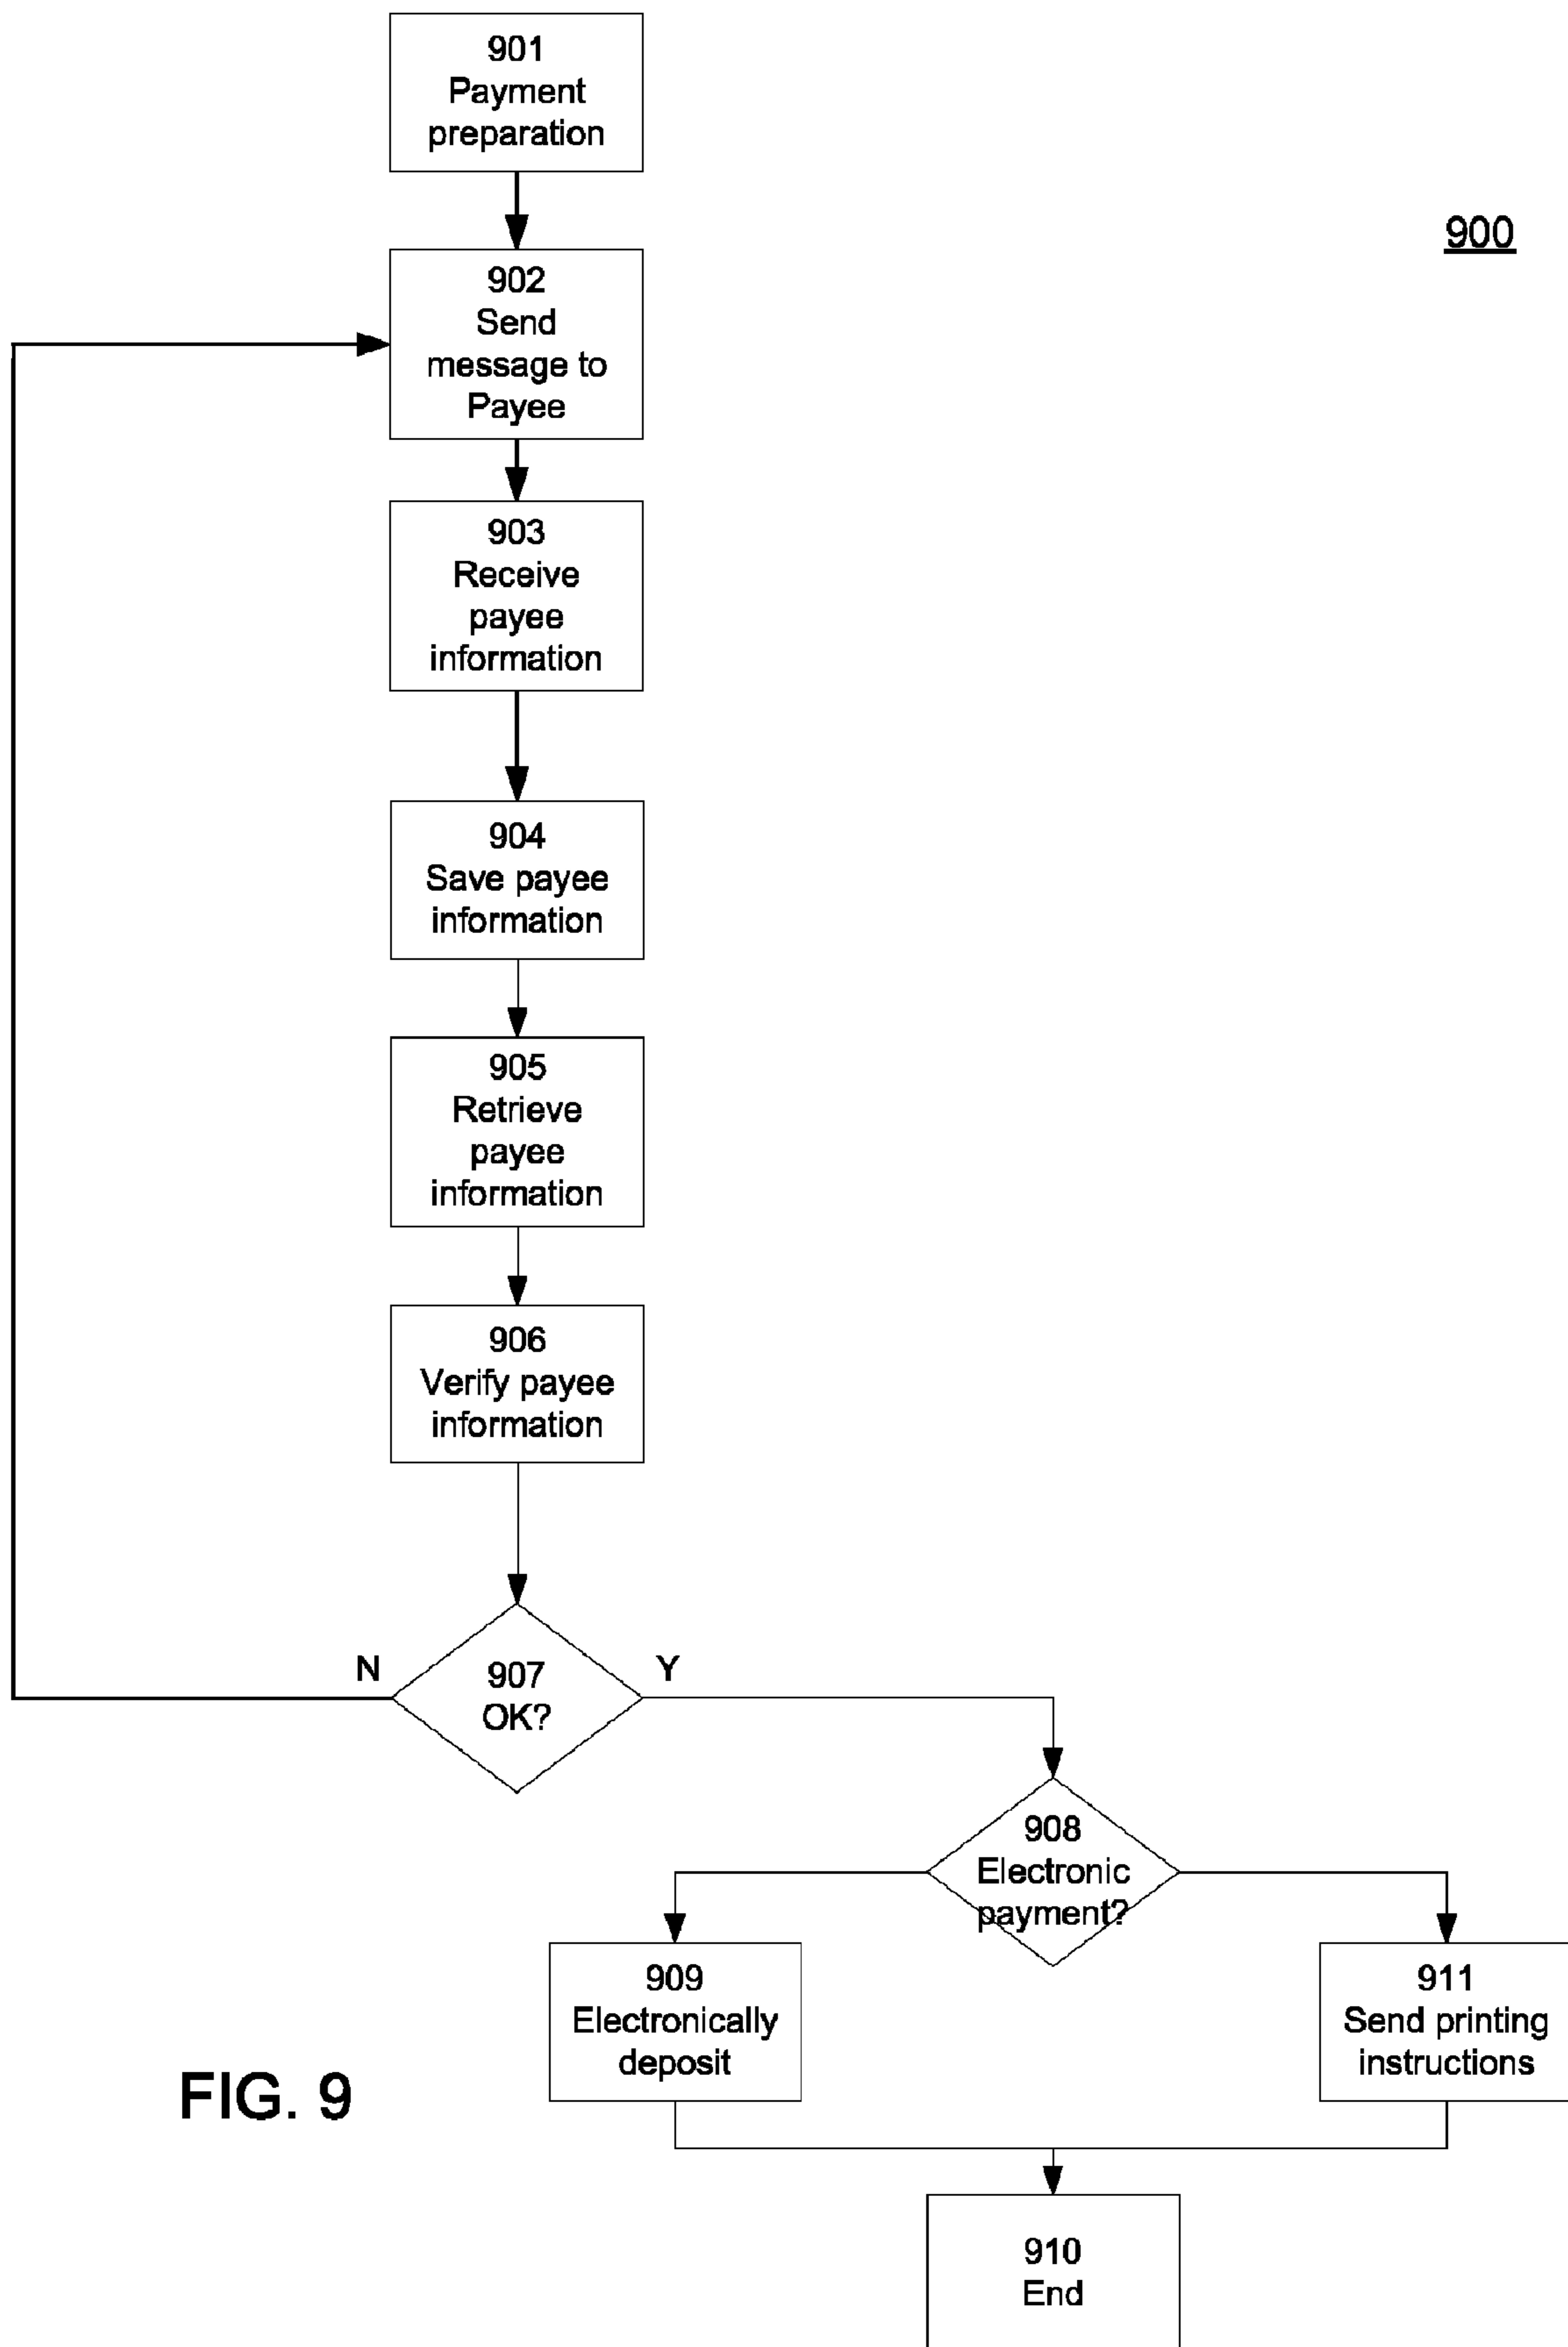 901
Payment
preparation
900
902
Send
message to
Payee
903
Receive
payee
information
904
Save payee
information
905
Retrieve
payee
information
906
Verify payee
information
N
907
OK?
Y
908
Electronic
payment?
909
Electronically
deposit
911
Send printing
instructions
FIG. 9
910
End